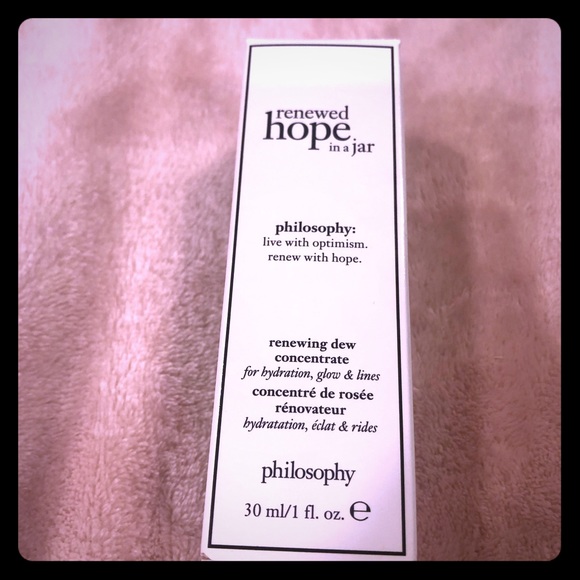 renewed
hope
in a jar
philosophy:
live with optimism.
renew with hope.
renewing dew
concentrate
for hydration, glow & lines
concentré de rosée
rénovateur
hydratation, éclat & rides
philosophy
30 ml/1 fl. oz. ℮